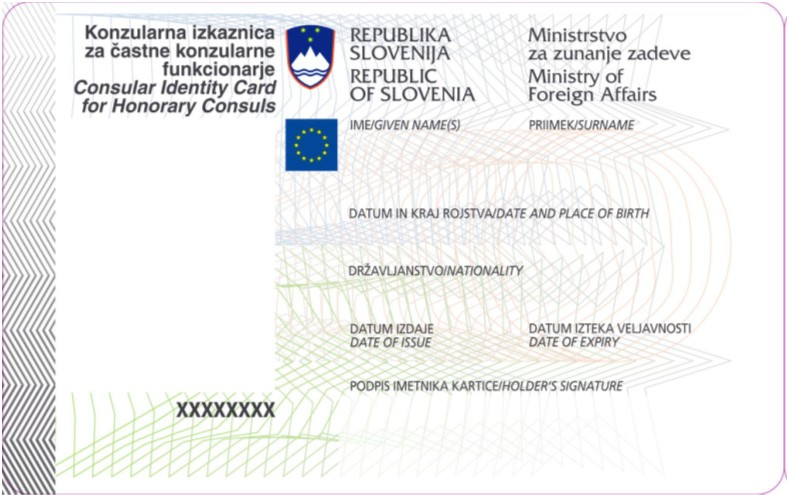 Konzularna izkaznica
za častne konzularne
funkcionarje
Consular Identity Card
for Honorary Consuls
REPUBLIKA
SLOVENIJA
REPUBLIC
OF SLOVENIA
Ministrstvo
za zunanje zadeve
Ministry of
Foreign Affairs
IME/GIVEN NAME(S)
PRIIMEK/SURNAME
DATUM IN KRAJ ROJSTVA/DATE AND PLACE OF BIRTH
DRŽAVLJANSTVO/NATIONALITY
DATUM IZDAJE
DATE OF ISSUE
DATUM IZTEKA VELJAVNOSTI
DATE OF EXPIRY
PODPIS IMETNIKA KARTICE/HOLDER'S SIGNATURE
XXXXXXXX